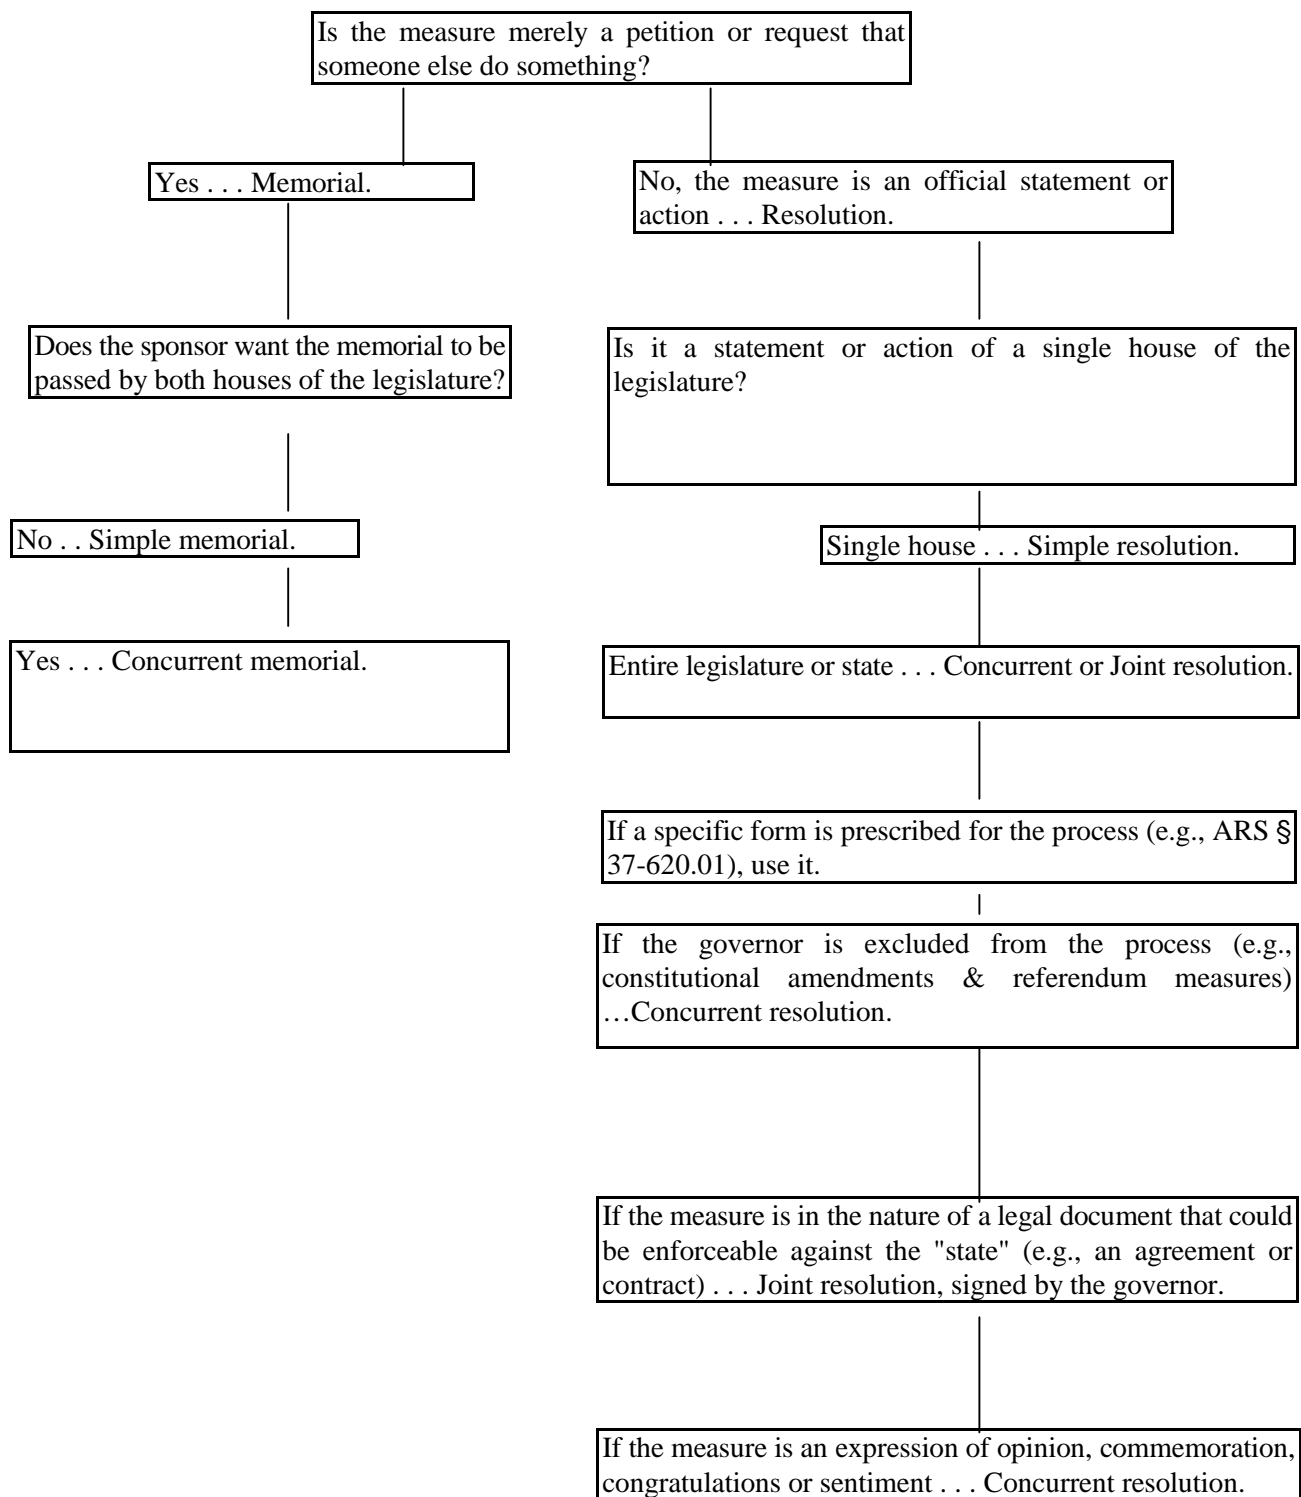 Is the measure merely a petition or request that
someone else do something?
Yes . . . Memorial.
No, the measure is an official statement or
action . . . Resolution.
Does the sponsor want the memorial to be
passed by both houses of the legislature?
Is it a statement or action of a single house of the
legislature?
No . . Simple memorial.
Single house . . . Simple resolution.
Yes . . . Concurrent memorial.
Entire legislature or state . . . Concurrent or Joint resolution.
If a specific form is prescribed for the process (e.g., ARS §
37-620.01), use it.
If the governor is excluded from the process (e.g.,
constitutional amendments & referendum measures)
…Concurrent resolution.
If the measure is in the nature of a legal document that could
be enforceable against the "state" (e.g., an agreement or
contract) . . . Joint resolution, signed by the governor.
If the measure is an expression of opinion, commemoration,
congratulations or sentiment . . . Concurrent resolution.